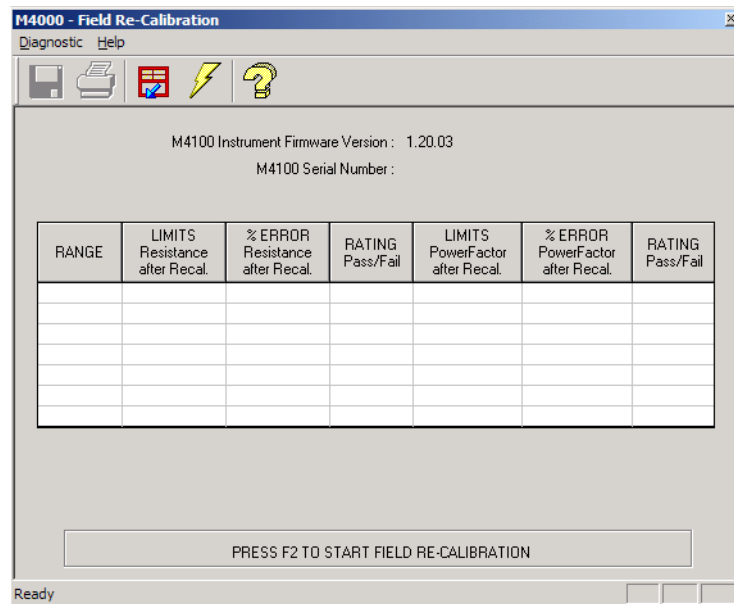 M4000 - Field Re-Calibration
Diagnostic Help
M4100 Instrument Firmware Version : 1.20.03
M4100 Serial Number :
RANGE
LIMITS
Resistance
after Recal.
% ERROR
Resistance
after Recal.
RATING
Pass/Fail
LIMITS
PowerFactor
after Recal.
% ERROR
PowerFactor
after Recal.
RATING
Pass/Fail
PRESS F2 TO START FIELD RE-CALIBRATION
Ready